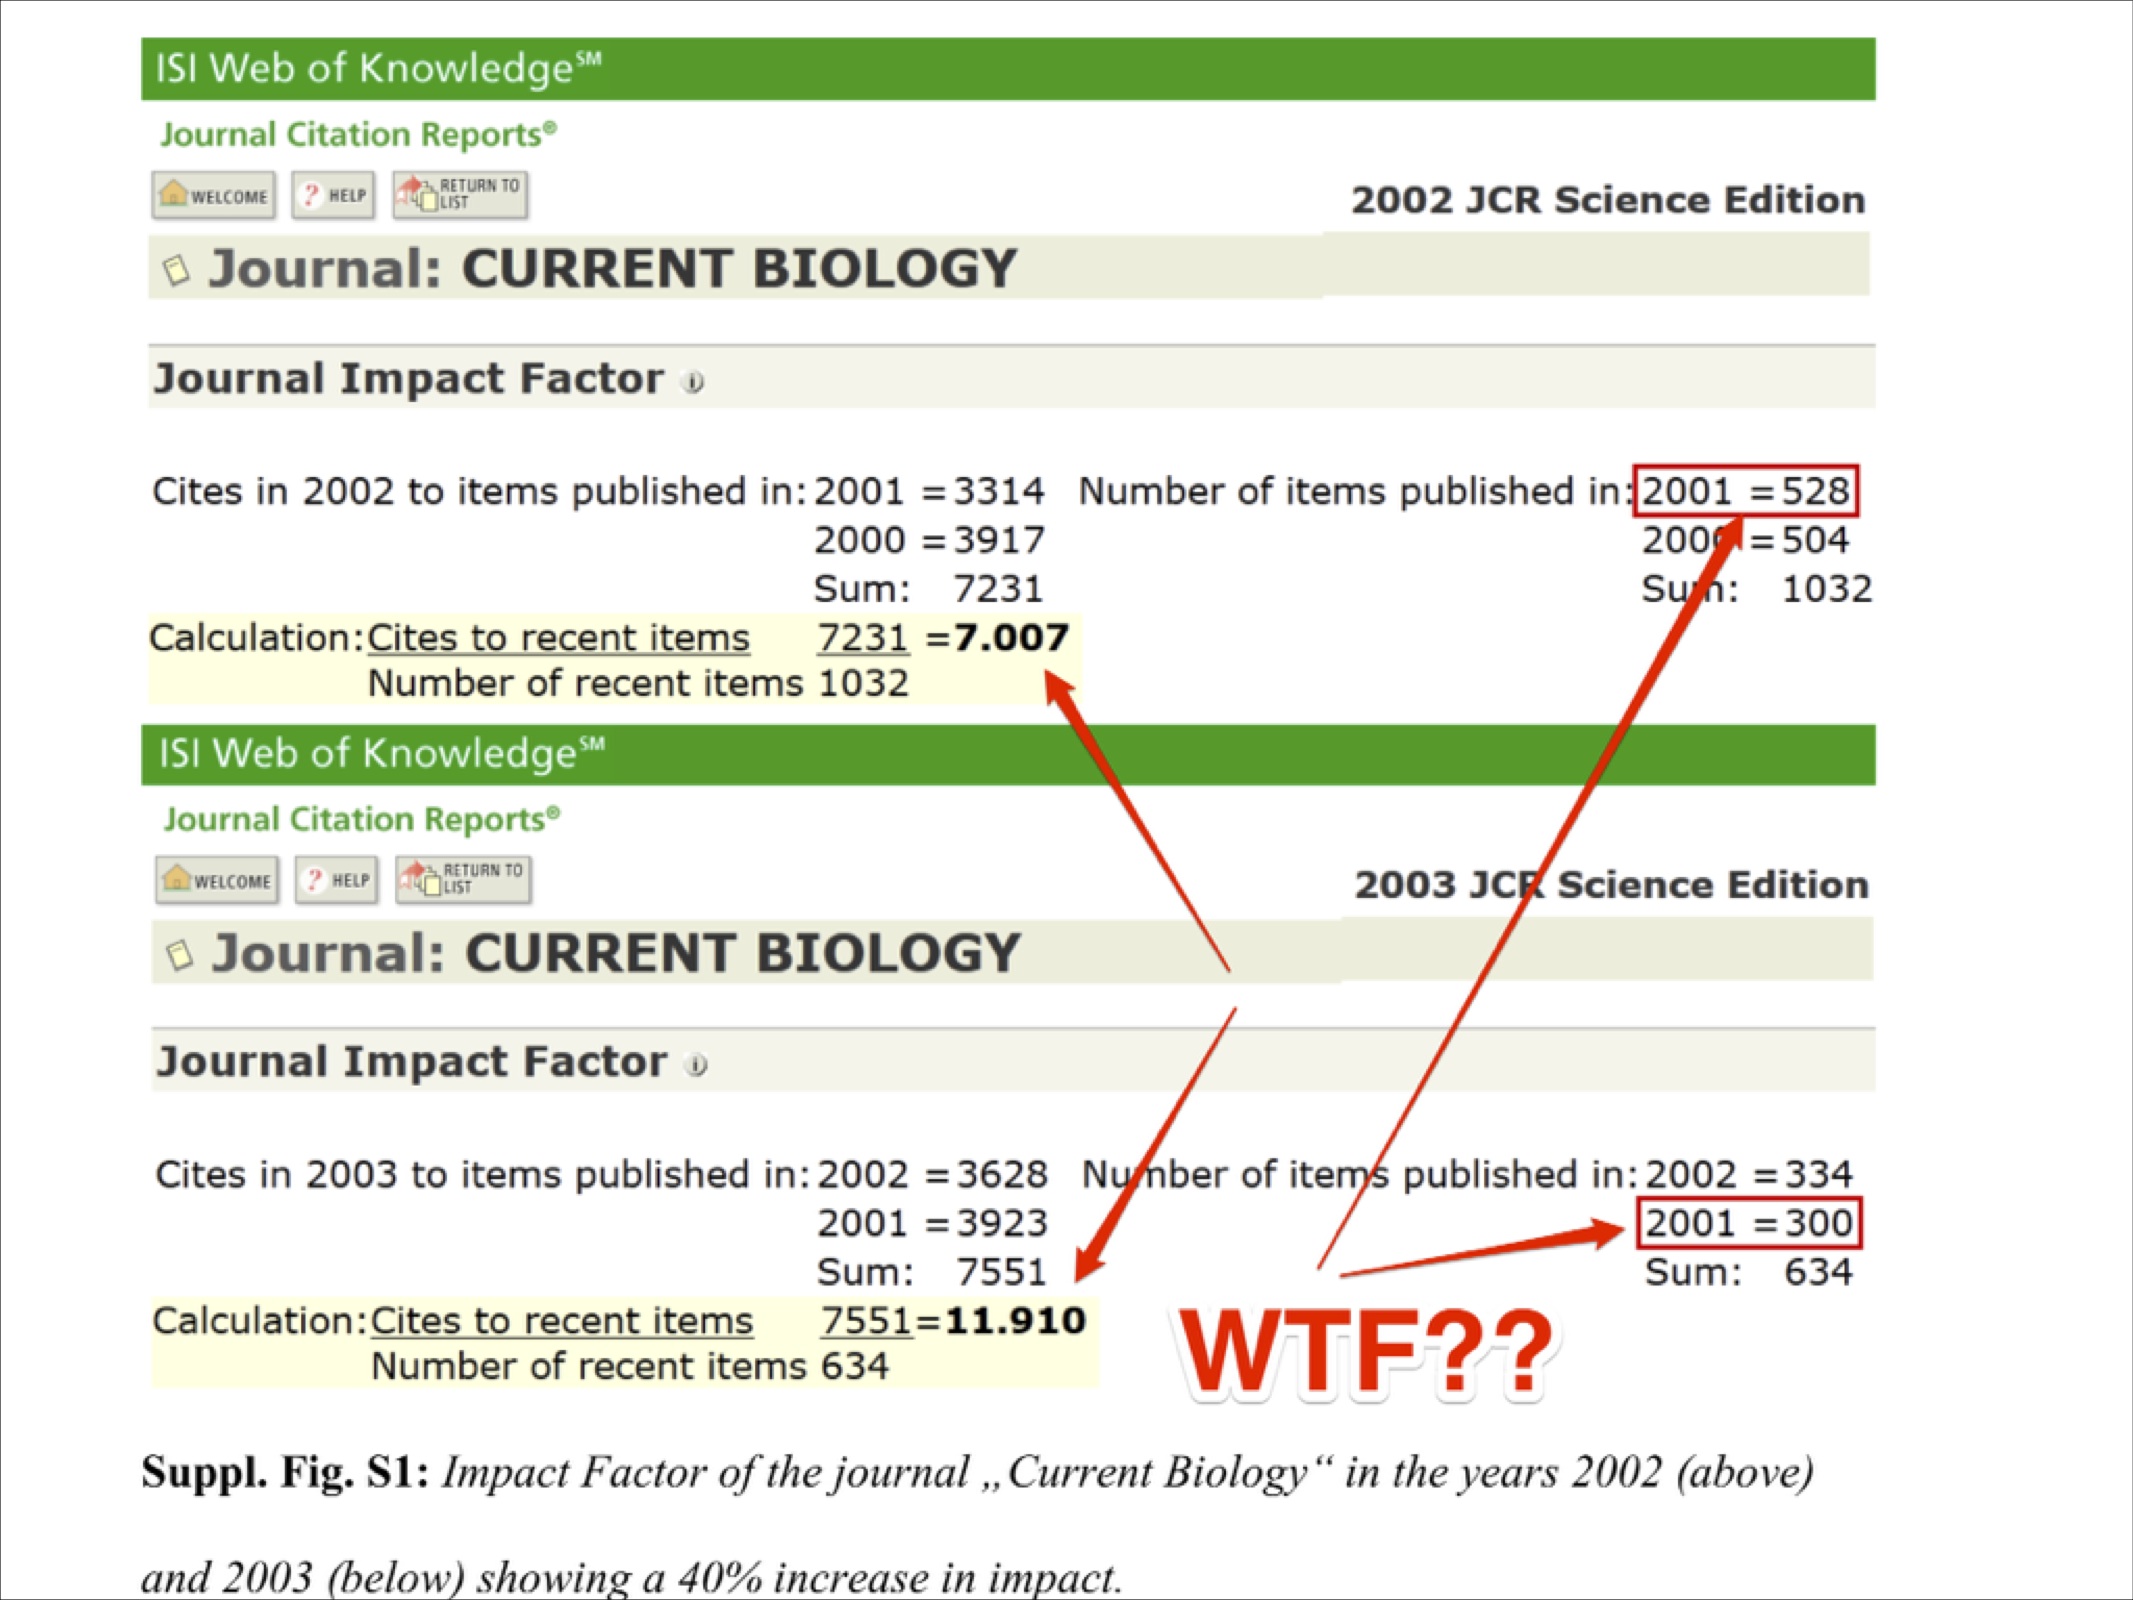 ISI Web of Knowledge℠
Journal Citation Reports®
WELCOME ? HELP RETURN TO LIST
2002 JCR Science Edition
Journal: CURRENT BIOLOGY
Journal Impact Factor i
Cites in 2002 to items published in: 2001 =3314 Number of items published in: 2001 =528
2000 =3917 2000 =504
Sum: 7231 Sum: 1032
Calculation: Cites to recent items 7231 =7.007
Number of recent items 1032
ISI Web of Knowledge℠
Journal Citation Reports®
WELCOME ? HELP RETURN TO LIST
2003 JCR Science Edition
Journal: CURRENT BIOLOGY
Journal Impact Factor i
Cites in 2003 to items published in: 2002 =3628 Number of items published in: 2002 =334
2001 =3923 2001 =300
Sum: 7551 Sum: 634
Calculation: Cites to recent items 7551=11.910
Number of recent items 634
WTF??
Suppl. Fig. S1: Impact Factor of the journal „Current Biology“ in the years 2002 (above)
and 2003 (below) showing a 40% increase in impact.